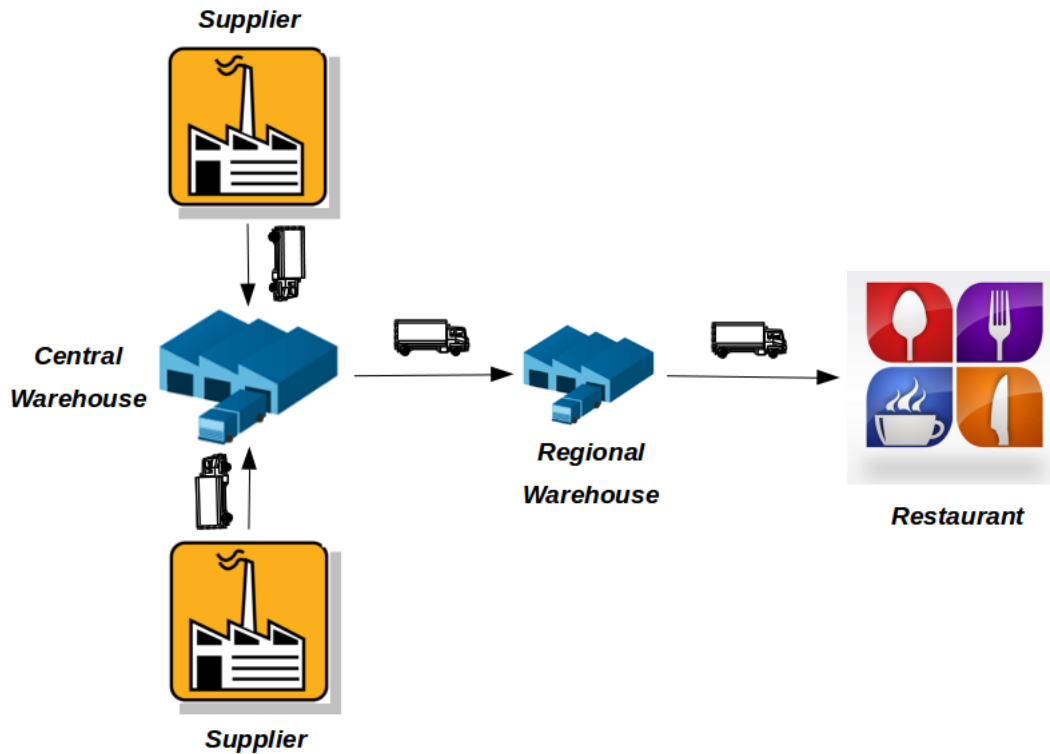 Supplier
Central
Warehouse
Regional
Warehouse
Restaurant
Supplier